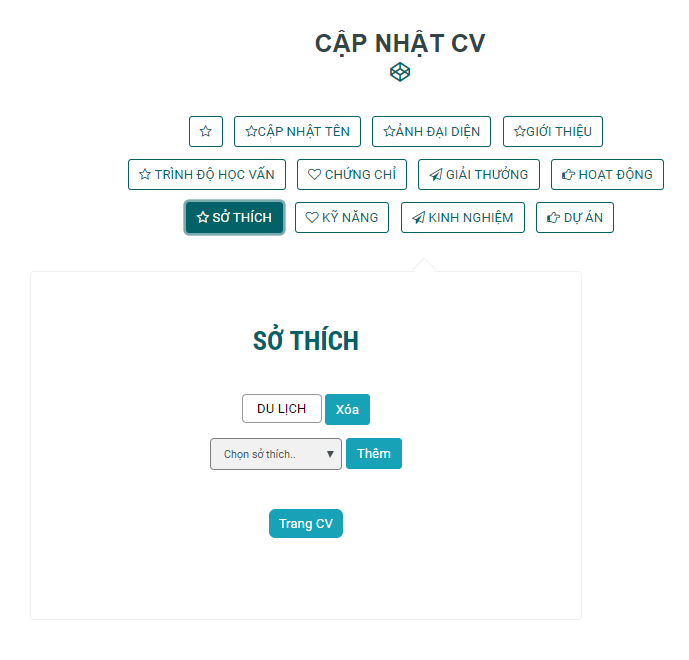 CẬP NHẬT CV
CẬP NHẬT TÊN ẢNH ĐẠI DIỆN GIỚI THIỆU
TRÌNH ĐỘ HỌC VẤN CHỨNG CHỈ GIẢI THƯỞNG HOẠT ĐỘNG
SỞ THÍCH KỸ NĂNG KINH NGHIỆM DỰ ÁN
SỞ THÍCH
DU LỊCH Xóa
Chọn sở thích.. Thêm
Trang CV